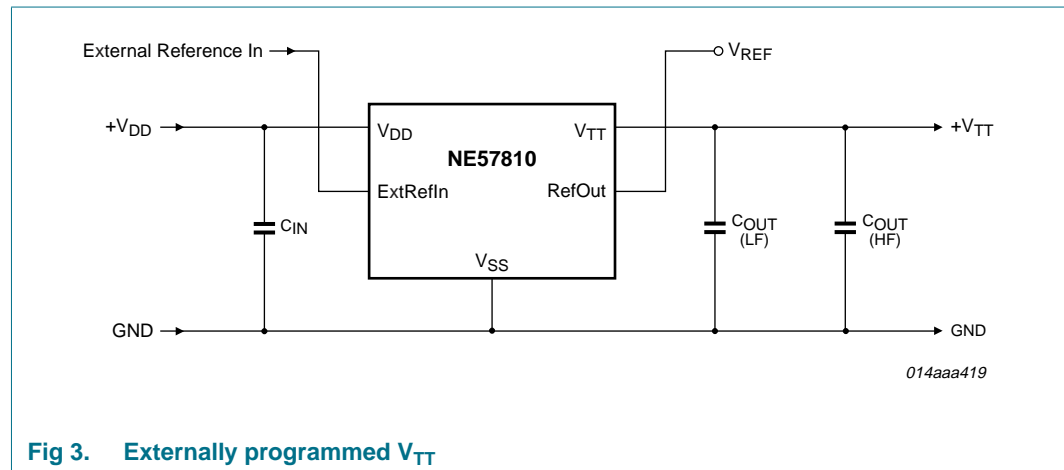 External Reference In
VREF
+VDD
VDD
VTT
+VTT
NE57810
ExtRefIn
RefOut
CIN
COUT
(LF)
COUT
(HF)
VSS
GND
GND
014aaa419
Fig 3. Externally programmed VTT